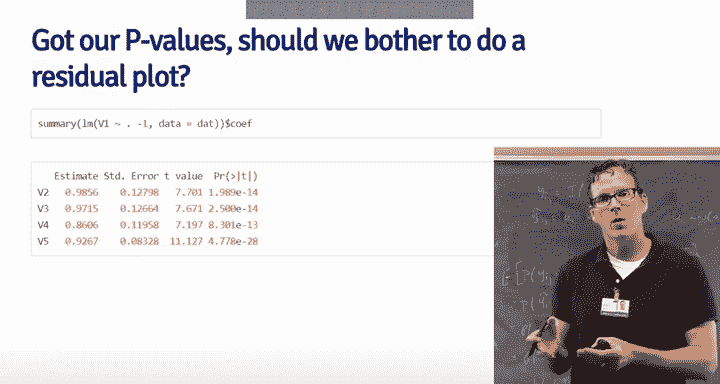 Got our P-values, should we bother to do a
residual plot?
summary(lm(V1 ~ . -1, data = dat))$coef
Estimate Std. Error t value Pr(>|t|)
V2 0.9856 0.12798 7.701 1.989e-14
V3 0.9715 0.12664 7.671 2.500e-14
V4 0.8606 0.11958 7.197 8.301e-13
V5 0.9267 0.08328 11.127 4.778e-28